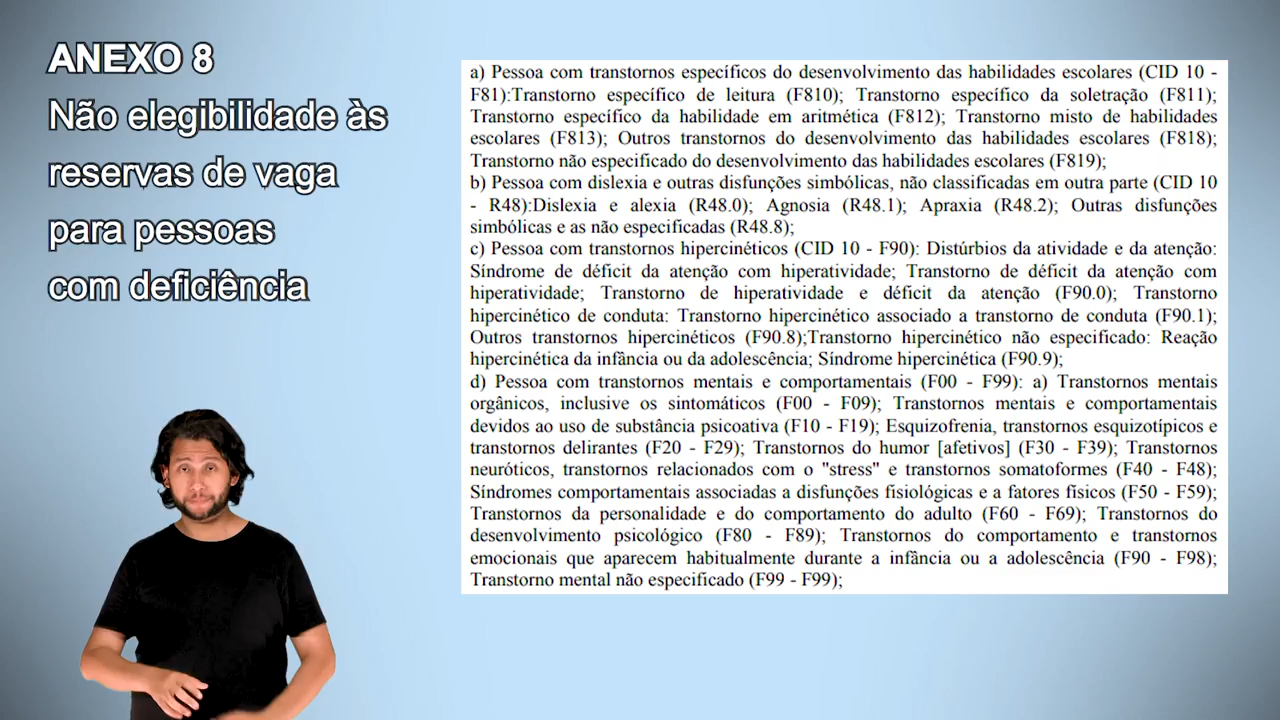 ANEXO 8
Não elegibilidade às
reservas de vaga
para pessoas
com deficiência
a) Pessoa com transtornos específicos do desenvolvimento das habilidades escolares (CID 10 -
F81):Transtorno específico de leitura (F810); Transtorno específico da soletração (F811);
Transtorno específico da habilidade em aritmética (F812); Transtorno misto de habilidades
escolares (F813); Outros transtornos do desenvolvimento das habilidades escolares (F818);
Transtorno não especificado do desenvolvimento das habilidades escolares (F819);
b) Pessoa com dislexia e outras disfunções simbólicas, não classificadas em outra parte (CID 10
- R48):Dislexia e alexia (R48.0); Agnosia (R48.1); Apraxia (R48.2); Outras disfunções
simbólicas e as não especificadas (R48.8);
c) Pessoa com transtornos hipercinéticos (CID 10 - F90): Distúrbios da atividade e da atenção:
Síndrome de déficit da atenção com hiperatividade; Transtorno de déficit da atenção com
hiperatividade; Transtorno de hiperatividade e déficit da atenção (F90.0); Transtorno
hipercinético de conduta: Transtorno hipercinético associado a transtorno de conduta (F90.1);
Outros transtornos hipercinéticos (F90.8);Transtorno hipercinético não especificado: Reação
hipercinética da infância ou da adolescência; Síndrome hipercinética (F90.9);
d) Pessoa com transtornos mentais e comportamentais (F00 - F99): a) Transtornos mentais
orgânicos, inclusive os sintomáticos (F00 - F09); Transtornos mentais e comportamentais
devidos ao uso de substância psicoativa (F10 - F19); Esquizofrenia, transtornos esquizotípicos e
transtornos delirantes (F20 - F29); Transtornos do humor [afetivos] (F30 - F39); Transtornos
neuróticos, transtornos relacionados com o "stress" e transtornos somatoformes (F40 - F48);
Síndromes comportamentais associadas a disfunções fisiológicas e a fatores físicos (F50 - F59);
Transtornos da personalidade e do comportamento do adulto (F60 - F69); Transtornos do
desenvolvimento psicológico (F80 - F89); Transtornos do comportamento e transtornos
emocionais que aparecem habitualmente durante a infância ou a adolescência (F90 - F98);
Transtorno mental não especificado (F99 - F99);